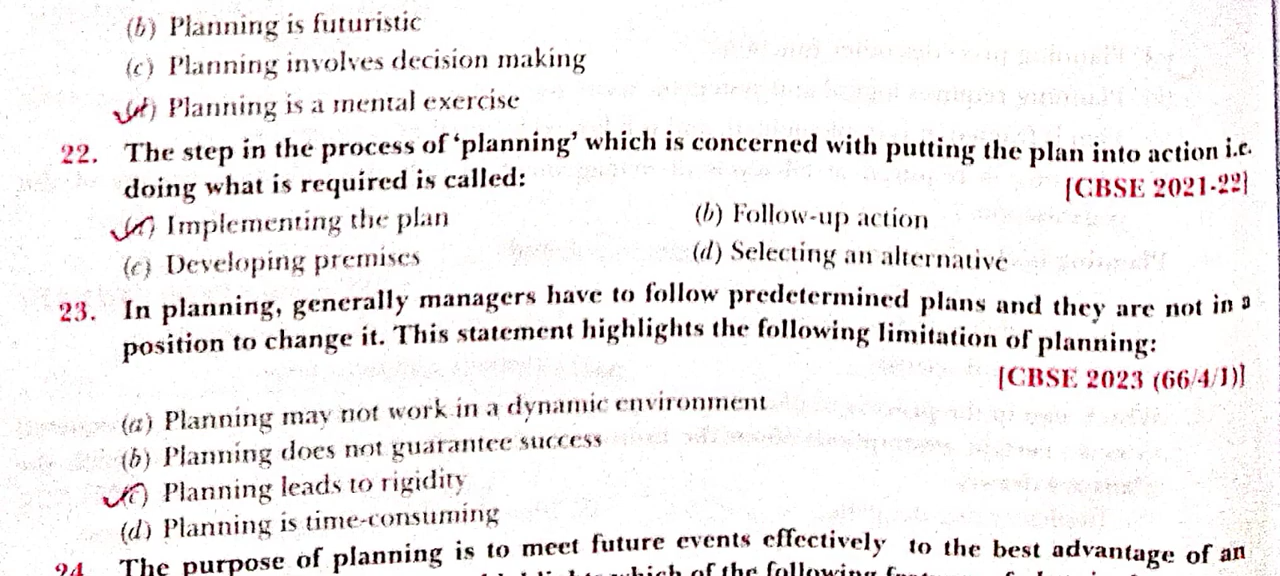 (b) Planning is futuristic
(c) Planning involves decision making
(d) Planning is a mental exercise
22. The step in the process of ‘planning’ which is concerned with putting the plan into action i.e.
doing what is required is called: [CBSE 2021-22]
(a) Implementing the plan (b) Follow-up action
(c) Developing premises (d) Selecting an alternative
23. In planning, generally managers have to follow predetermined plans and they are not in a
position to change it. This statement highlights the following limitation of planning:
[CBSE 2023 (66/4/1)]
(a) Planning may not work in a dynamic environment
(b) Planning does not guarantee success
(c) Planning leads to rigidity
(d) Planning is time-consuming
24. The purpose of planning is to meet future events effectively to the best advantage of an
which of the following